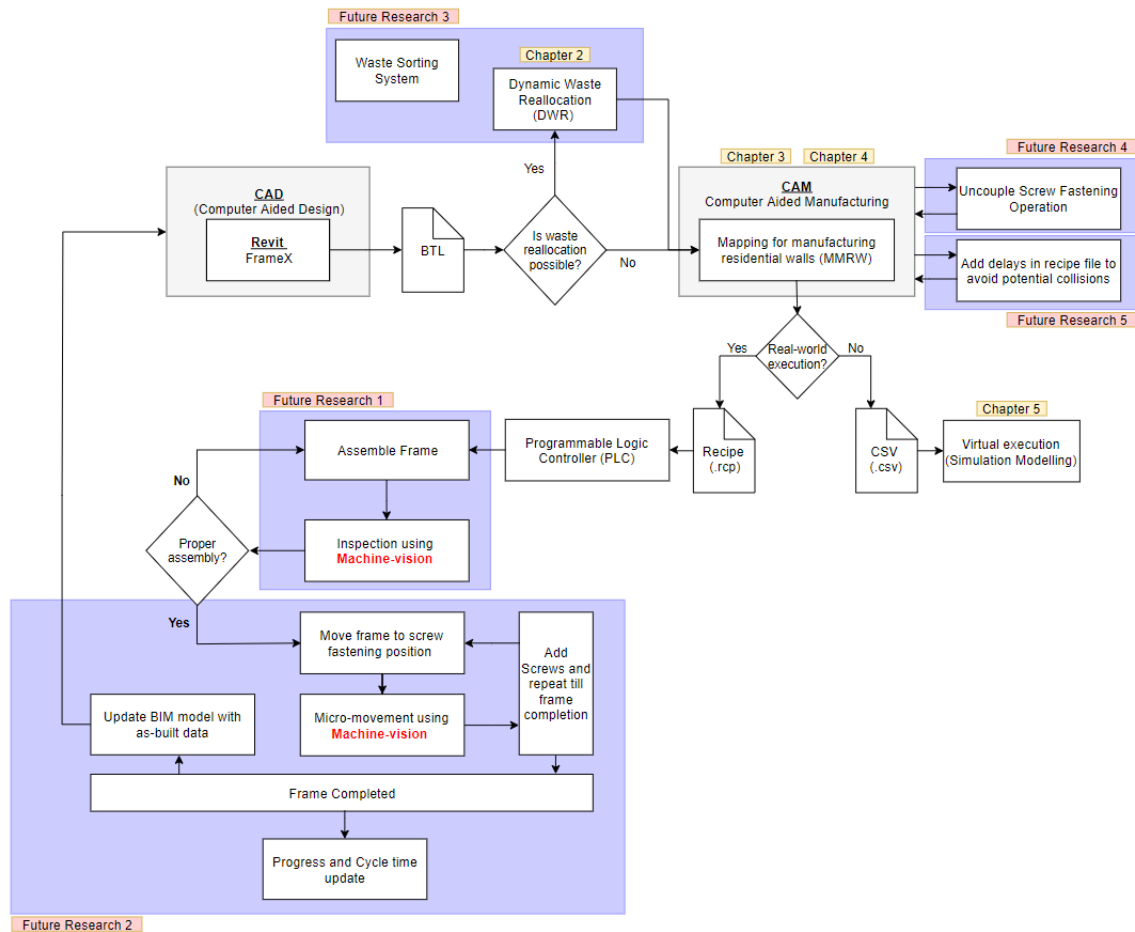 Future Research 3
Waste Sorting
System
Chapter 2
Dynamic Waste
Reallocation
(DWR)
Yes
Chapter 3
Chapter 4
Future Research 4
CAD
(Computer Aided Design)
Revit
FrameX
BTL
Is waste
reallocation
possible?
No
CAM
Computer Aided Manufacturing
Mapping for manufacturing
residential walls (MMRW)
Uncouple Screw Fastening
Operation
Add delays in recipe file to
avoid potential collisions
Future Research 5
Yes
Real-world
execution?
No
Future Research 1
Assemble Frame
Programmable Logic
Controller (PLC)
Recipe
(.rcp)
CSV
(.csv)
Chapter 5
Virtual execution
(Simulation Modelling)
No
Proper
assembly?
Inspection using
Machine-vision
Yes
Move frame to screw
fastening position
Add
Screws and
repeat till
frame
completion
Update BIM model with
as-built data
Micro-movement using
Machine-vision
Frame Completed
Progress and Cycle time
update
Future Research 2